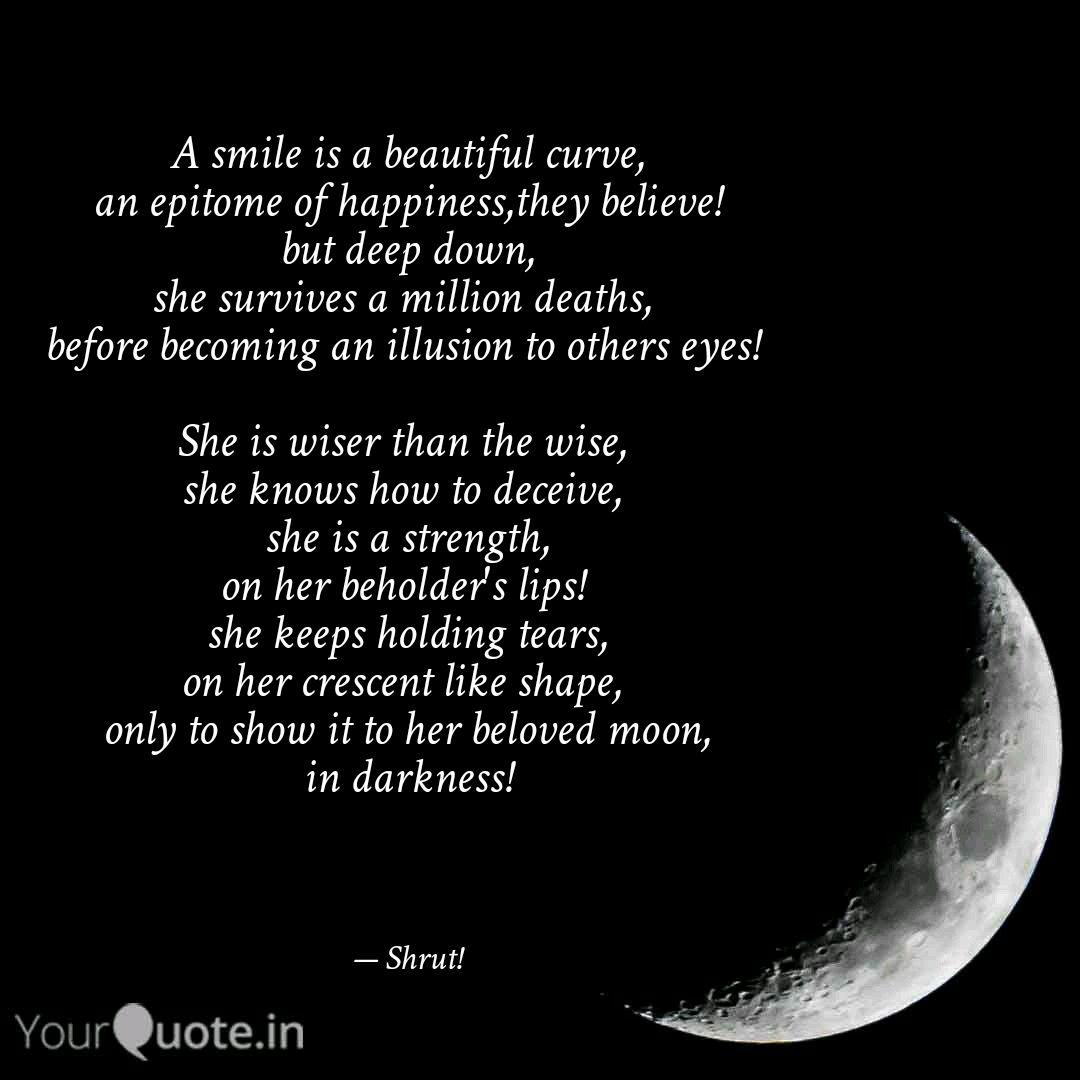 A smile is a beautiful curve,
an epitome of happiness,they believe!
but deep down,
she survives a million deaths,
before becoming an illusion to others eyes!

She is wiser than the wise,
she knows how to deceive,
she is a strength,
on her beholder's lips!
she keeps holding tears,
on her crescent like shape,
only to show it to her beloved moon,
in darkness!

— Shrut!
YourQuote.in